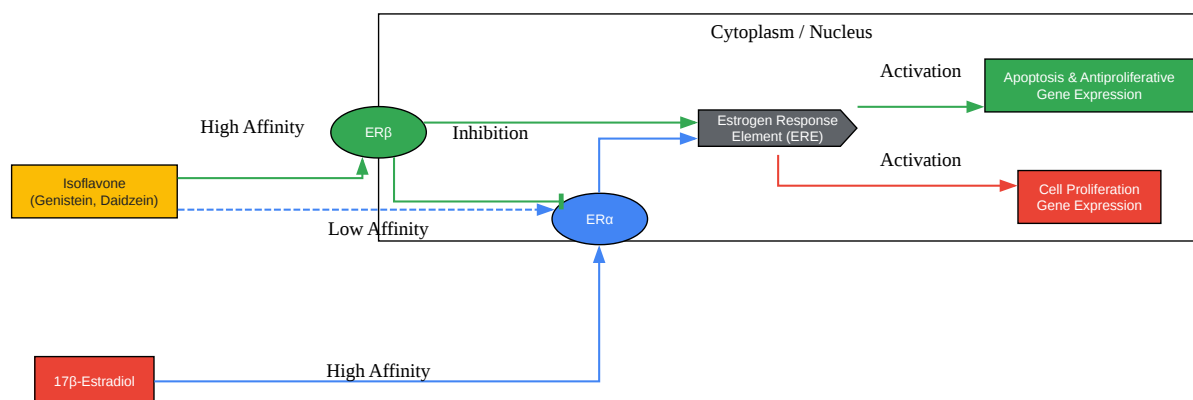 Cytoplasm / Nucleus
Activation
Apoptosis & Antiproliferative
Gene Expression
High Affinity
ERβ
Inhibition
Estrogen Response
Element (ERE)
Activation
Isoflavone
(Genistein, Daidzein)
Cell Proliferation
Gene Expression
ERα
Low Affinity
High Affinity
17β-Estradiol